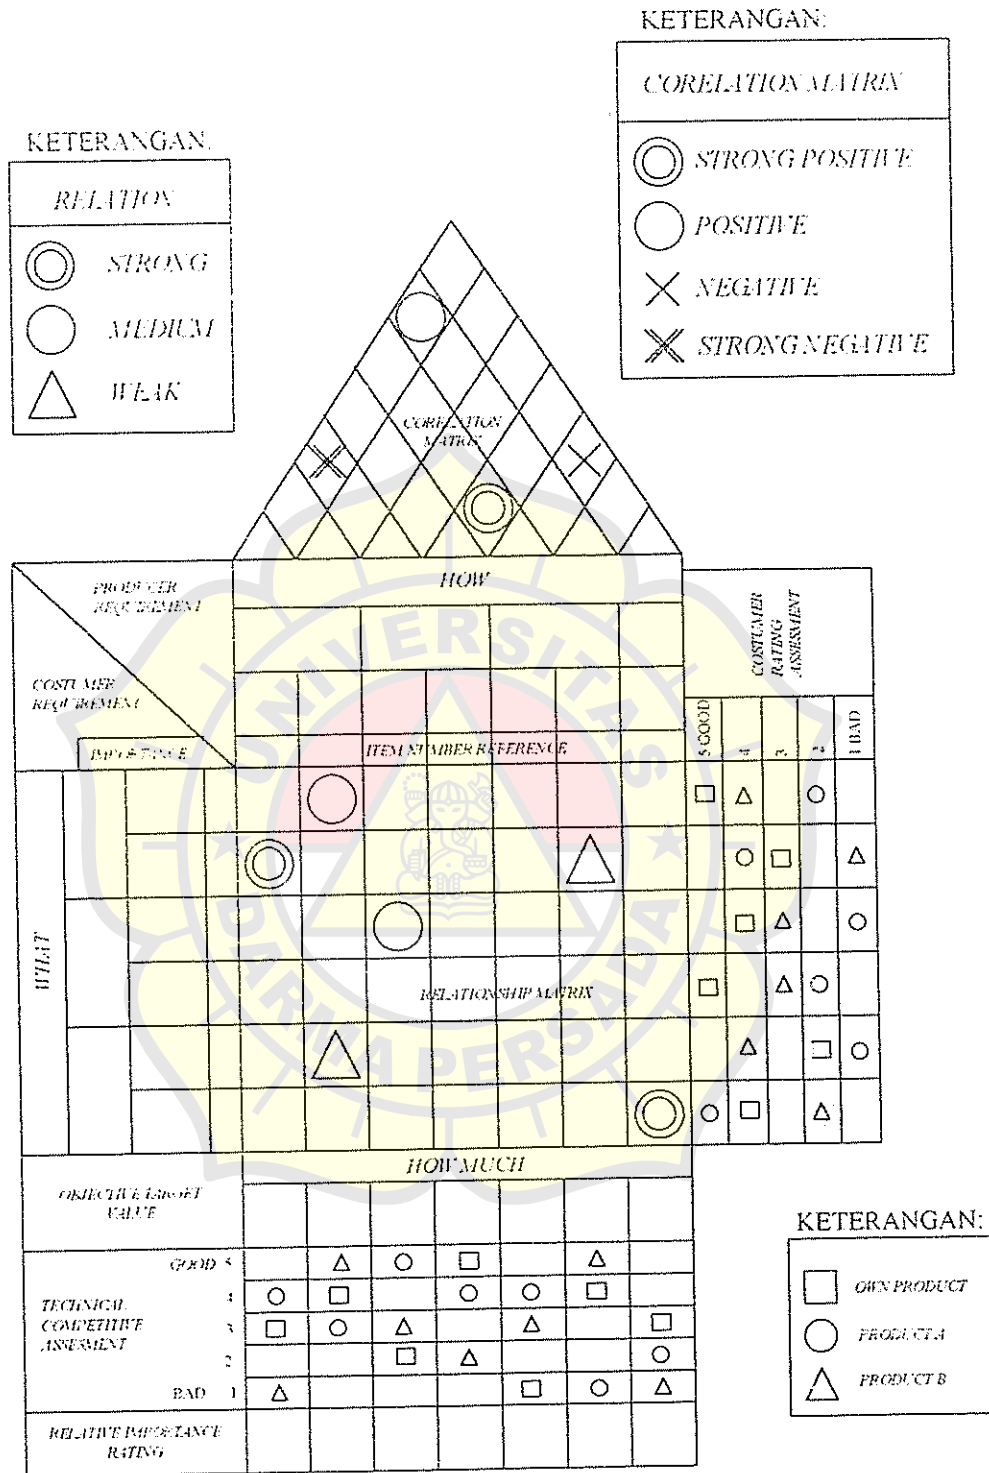 KETERANGAN:
CORELATION MATRIX
STRONG POSITIVE
POSITIVE
NEGATIVE
STRONG NEGATIVE
KETERANGAN:
RELATION
STRONG
MEDIUM
WEAK
CORELATION
MATRIX
PRODUCER
REQUIREMENT
COSTUMER
REQUIREMENT
IMPORTANCE
HOW
ITEM NUMBER REFERENCE
COSTUMER
RATING
ASSESMENT
5 GOOD
4
3
2
1 BAD
WHAT
RELATIONSHIP MATRIX
UNIVERSITAS
DARMA PERSADA
HOW MUCH
OBJECTIVE TARGET
VALUE
TECHNICAL
COMPETITIVE
ASSESMENT
GOOD 5
4
3
2
BAD 1
RELATIVE IMPORTANCE
RATING
KETERANGAN:
OWN PRODUCT
PRODUCT A
PRODUCT B